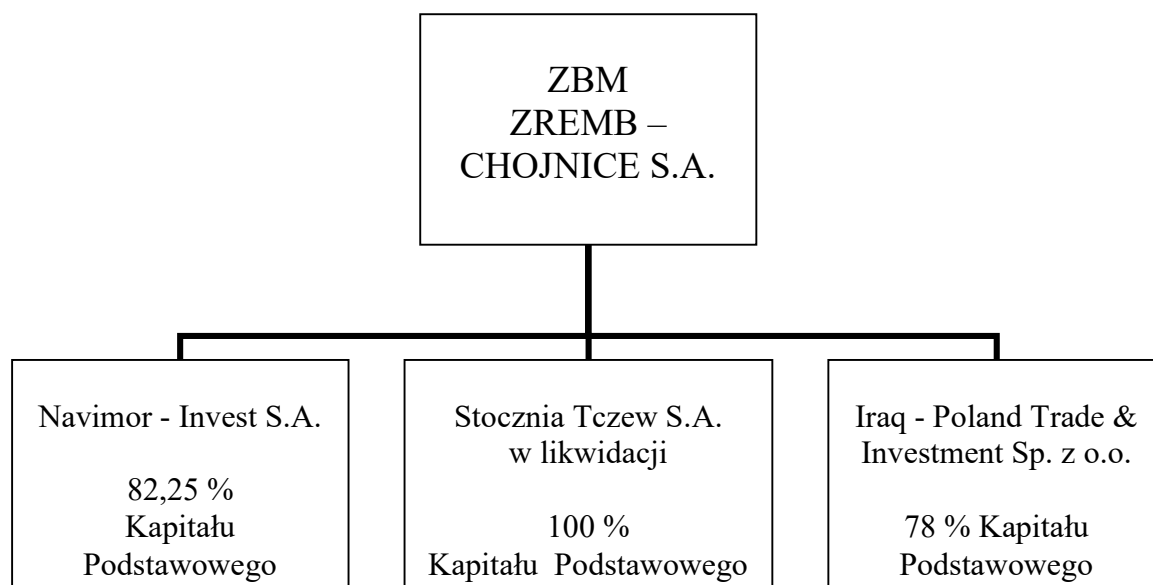 ZBM
ZREMB –
CHOJNICE S.A.
Navimor - Invest S.A.
82,25 %
Kapitału
Podstawowego
Stocznia Tczew S.A.
w likwidacji
100 %
Kapitału Podstawowego
Iraq - Poland Trade &
Investment Sp. z o.o.
78 % Kapitału
Podstawowego